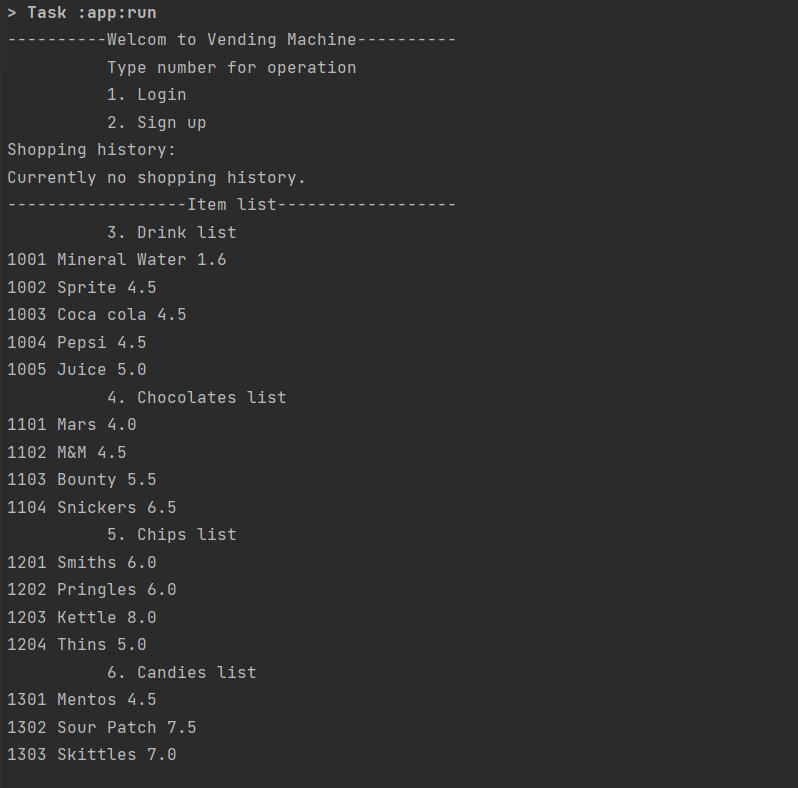 > Task :app:run
----------Welcom to Vending Machine----------
          Type number for operation
          1. Login
          2. Sign up
Shopping history:
Currently no shopping history.
------------------Item list------------------
          3. Drink list
1001 Mineral Water 1.6
1002 Sprite 4.5
1003 Coca cola 4.5
1004 Pepsi 4.5
1005 Juice 5.0
          4. Chocolates list
1101 Mars 4.0
1102 M&M 4.5
1103 Bounty 5.5
1104 Snickers 6.5
          5. Chips list
1201 Smiths 6.0
1202 Pringles 6.0
1203 Kettle 8.0
1204 Thins 5.0
          6. Candies list
1301 Mentos 4.5
1302 Sour Patch 7.5
1303 Skittles 7.0